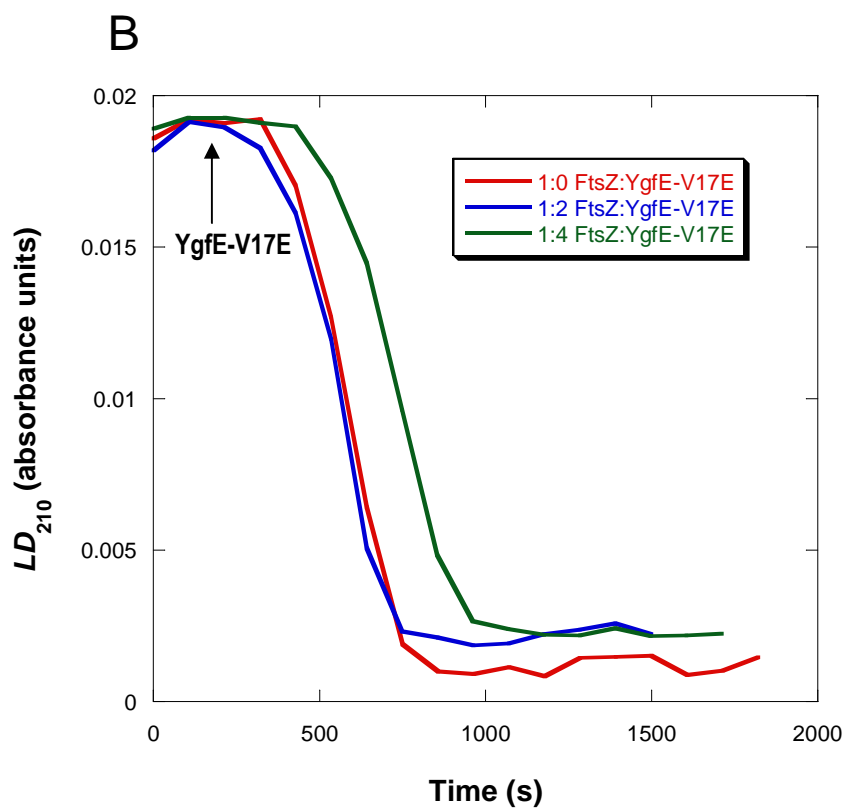 B
0.02
0.015
0.01
0.005
0
LD210 (absorbance units)
YgfE-V17E
1:0 FtsZ:YgfE-V17E
1:2 FtsZ:YgfE-V17E
1:4 FtsZ:YgfE-V17E
0 500 1000 1500 2000
Time (s)